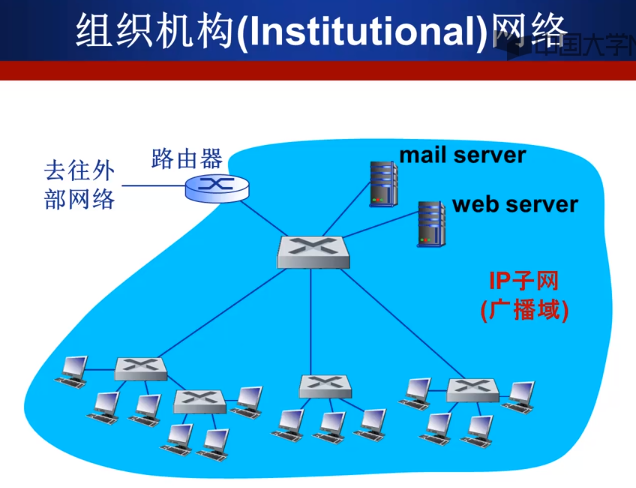 组织机构(Institutional)网络
中国大学
路由器
mail server
去往外
部网络
web server
IP子网
(广播域)